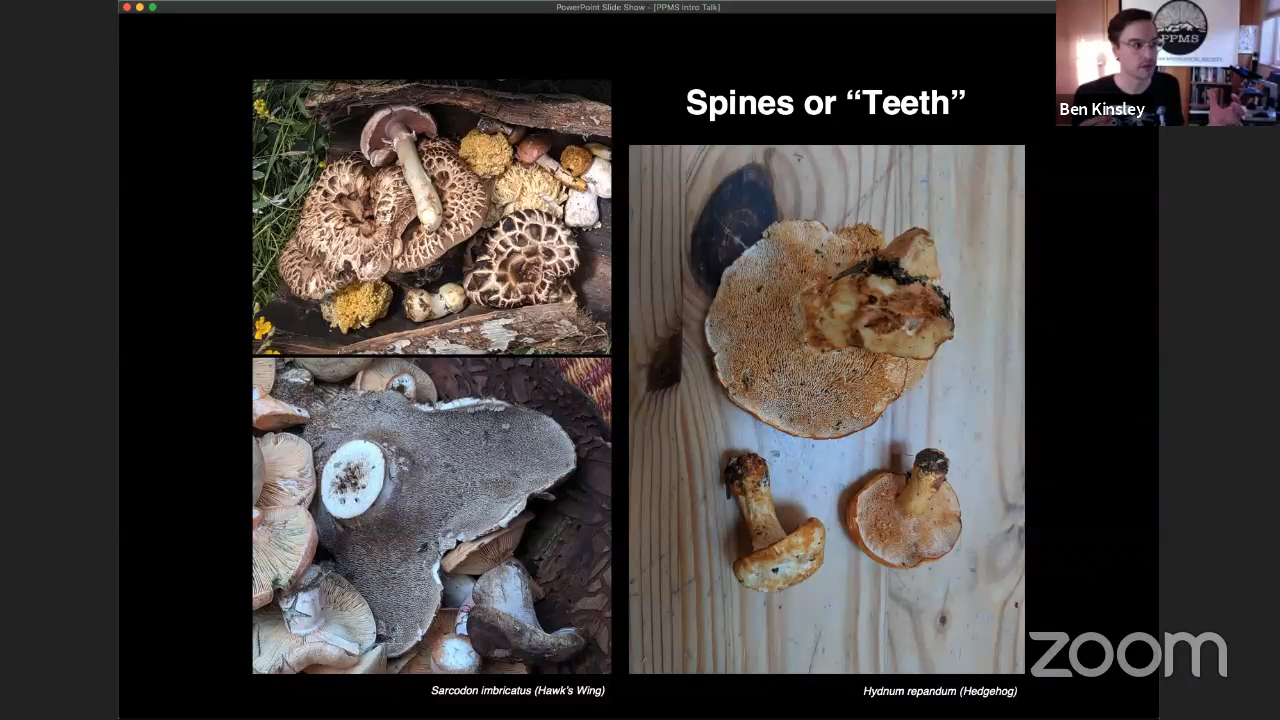 PowerPoint Slide Show - [PPMS Intro Talk]
Spines or “Teeth”
PPMS
Ben Kinsley
Sarcodon imbricatus (Hawk's Wing)
Hydnum repandum (Hedgehog)
zoom